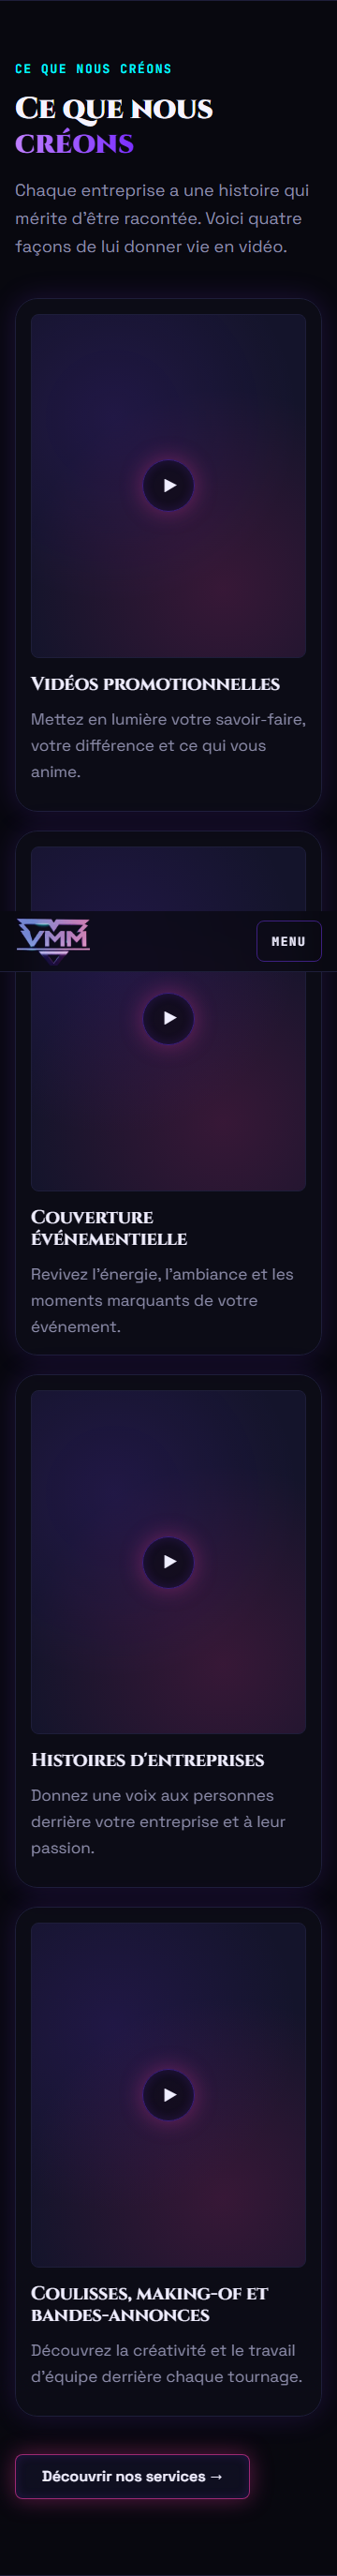 CE QUE NOUS CRÉONS
Ce que nous
créons
Chaque entreprise a une histoire qui
mérite d'être racontée. Voici quatre
façons de lui donner vie en vidéo.
Vidéos promotionnelles
Mettez en lumière votre savoir-faire,
votre différence et ce qui vous
anime.
VMM
MENU
Couverture
événementielle
Revivez l'énergie, l'ambiance et les
moments marquants de votre
événement.
Histoires d'entreprises
Donnez une voix aux personnes
derrière votre entreprise et à leur
passion.
Coulisses, making-of et
bandes-annonces
Découvrez la créativité et le travail
d'équipe derrière chaque tournage.
Découvrir nos services →